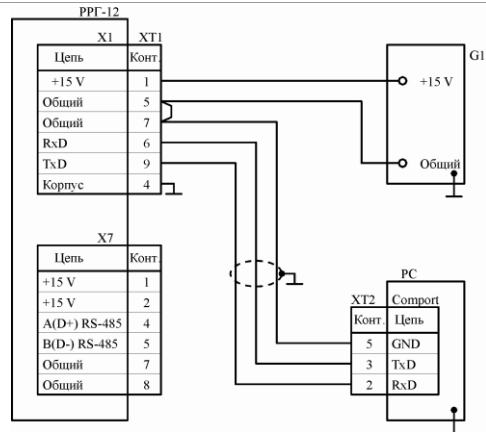 РРГ-12
X1 XT1
Цепь Конт.
+15 V 1
Общий 5
Общий 7
RxD 6
TxD 9
Корпус 4
G1
+15 V
Общий
X7
Цепь Конт.
+15 V 1
+15 V 2
A(D+) RS-485 4
B(D-) RS-485 5
Общий 7
Общий 8
PC
XT2 Comport
Конт. Цепь
5 GND
3 TxD
2 RxD